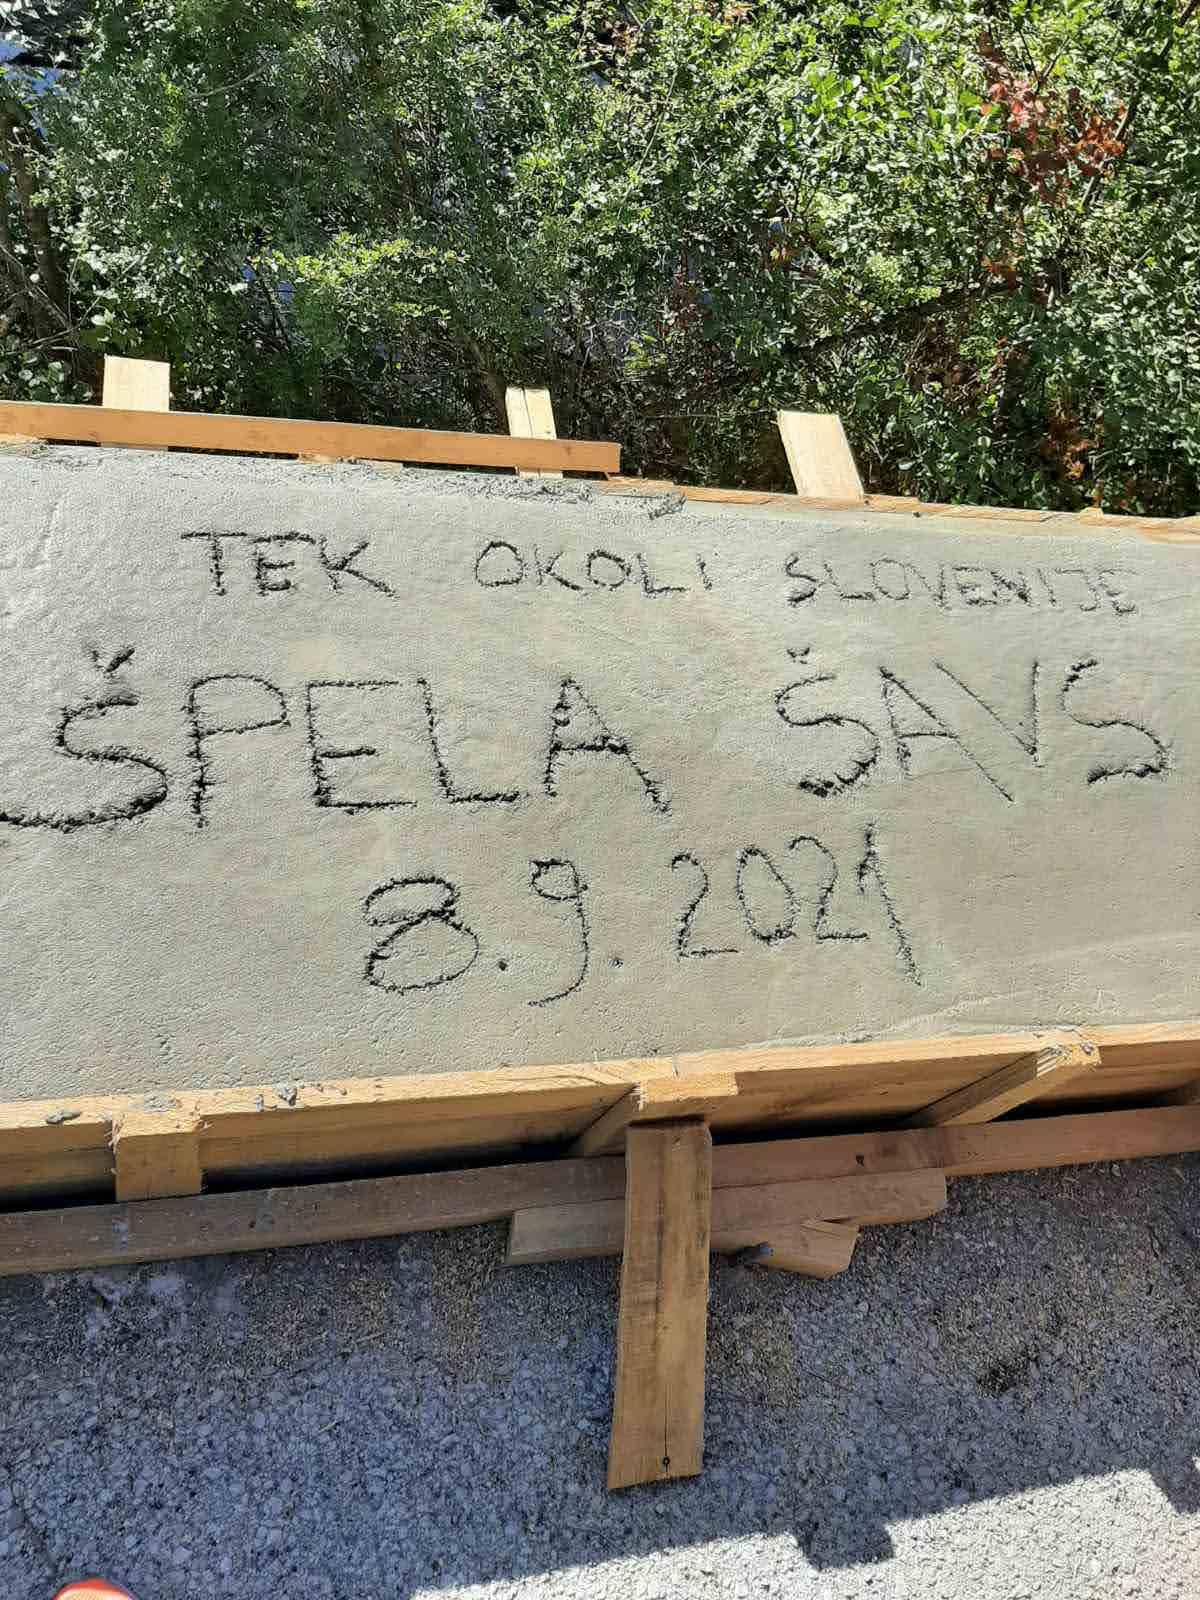 TEK OKOLI SLOVENIJE
ŠPELA ŠAVS
8.9.2021